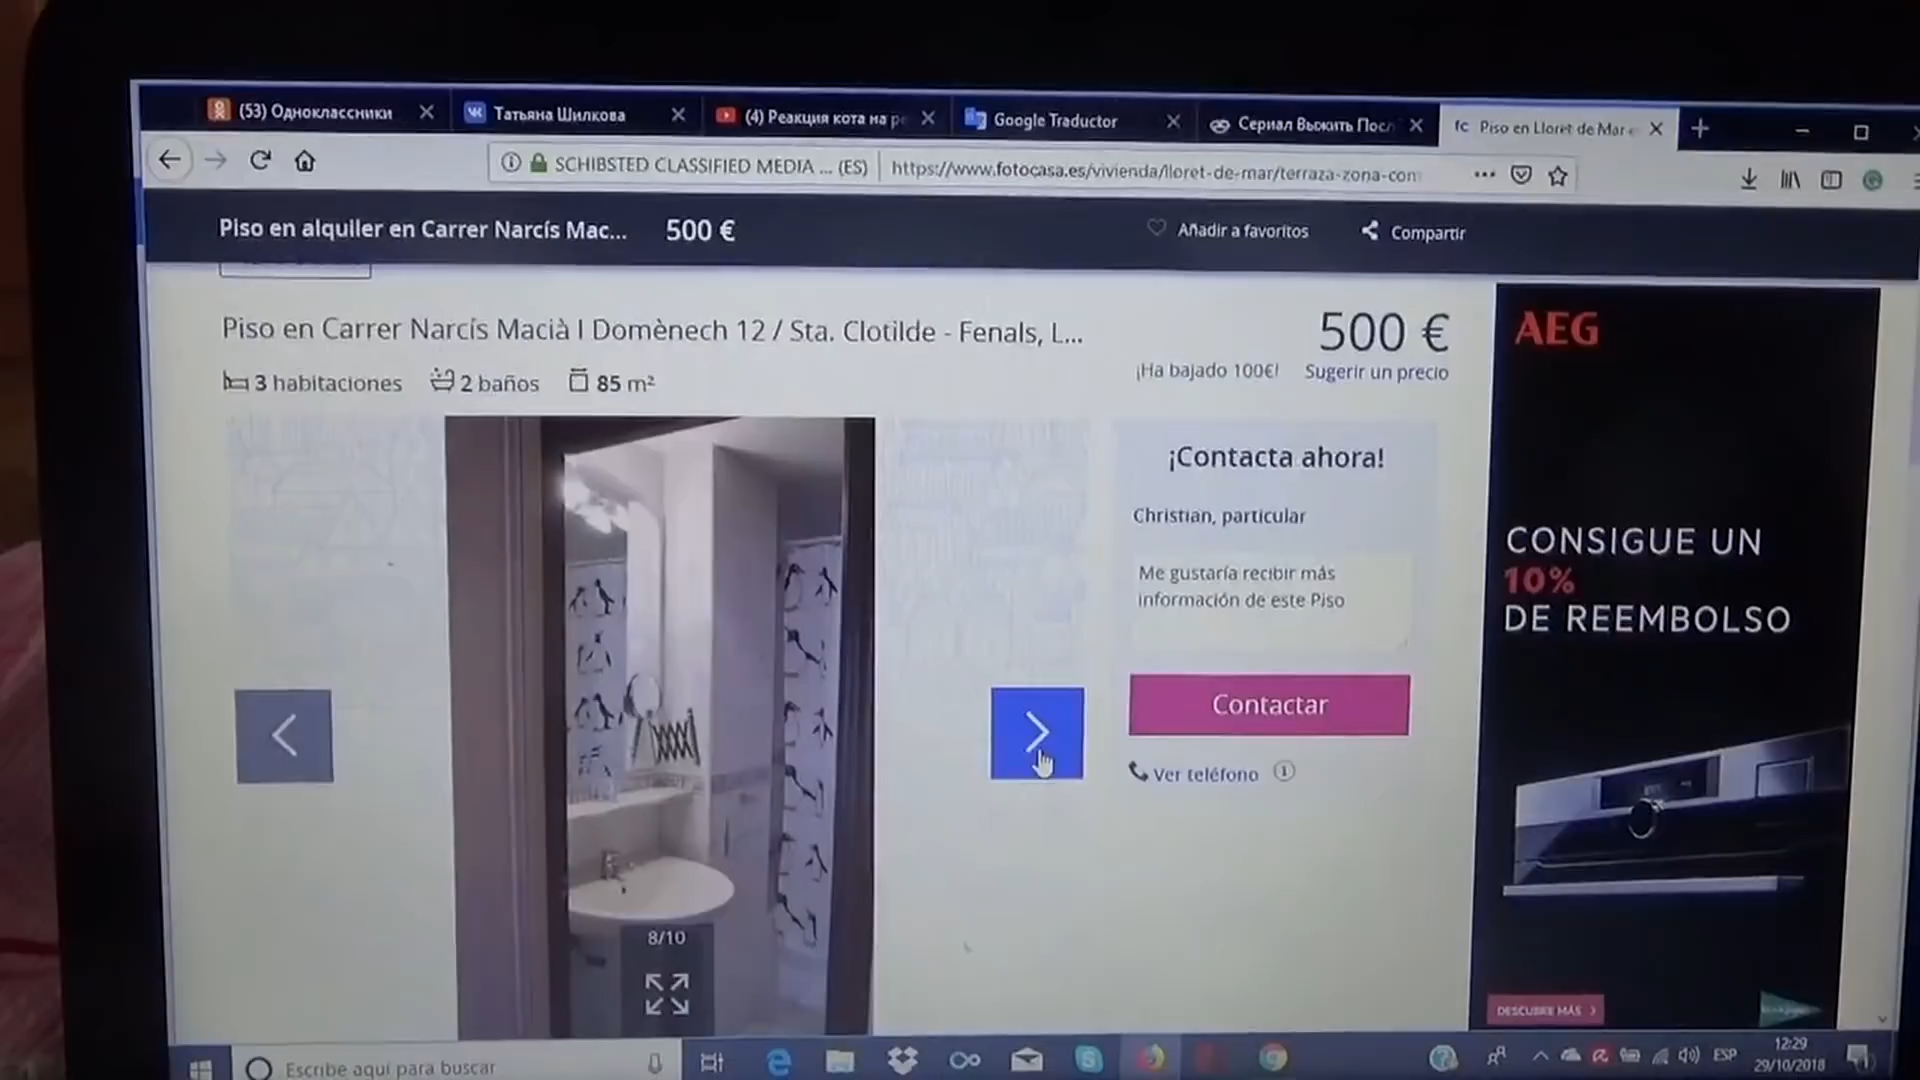 (53) Одноклассники
Татьяна Шилкова
(4) Реакция кота на ре
Google Traductor
Сериал Выжить Посл
fc Piso en Lloret de Mar e
SCHIBSTED CLASSIFIED MEDIA ... (ES)
https://www.fotocasa.es/vivienda/lloret-de-mar/terraza-zona-con
Piso en alquiler en Carrer Narcís Mac... 500 €
Añadir a favoritos
Compartir
Piso en Carrer Narcís Macià I Domènech 12 / Sta. Clotilde - Fenals, L...
500 €
¡Ha bajado 100€!
Sugerir un precio
3 habitaciones
2 baños
85 m²
¡Contacta ahora!
Christian, particular
Me gustaría recibir más
información de este Piso
Contactar
Ver teléfono
8/10
AEG
CONSIGUE UN
10%
DE REEMBOLSO
DESCUBRE MÁS
Escribe aquí para buscar
ESP
12:29
29/10/2018